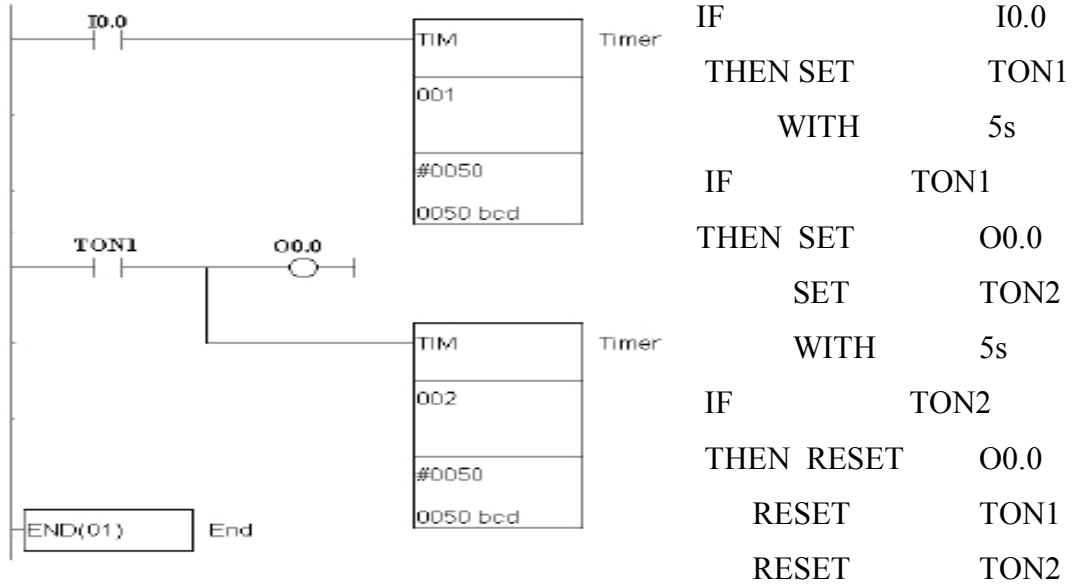 I0.0
TIM Timer
001
#0050
0050 bcd
TON1 O0.0
TIM Timer
002
#0050
0050 bcd
END(01) End
IF I0.0
THEN SET TON1
WITH 5s
IF TON1
THEN SET O0.0
SET TON2
WITH 5s
IF TON2
THEN RESET O0.0
RESET TON1
RESET TON2